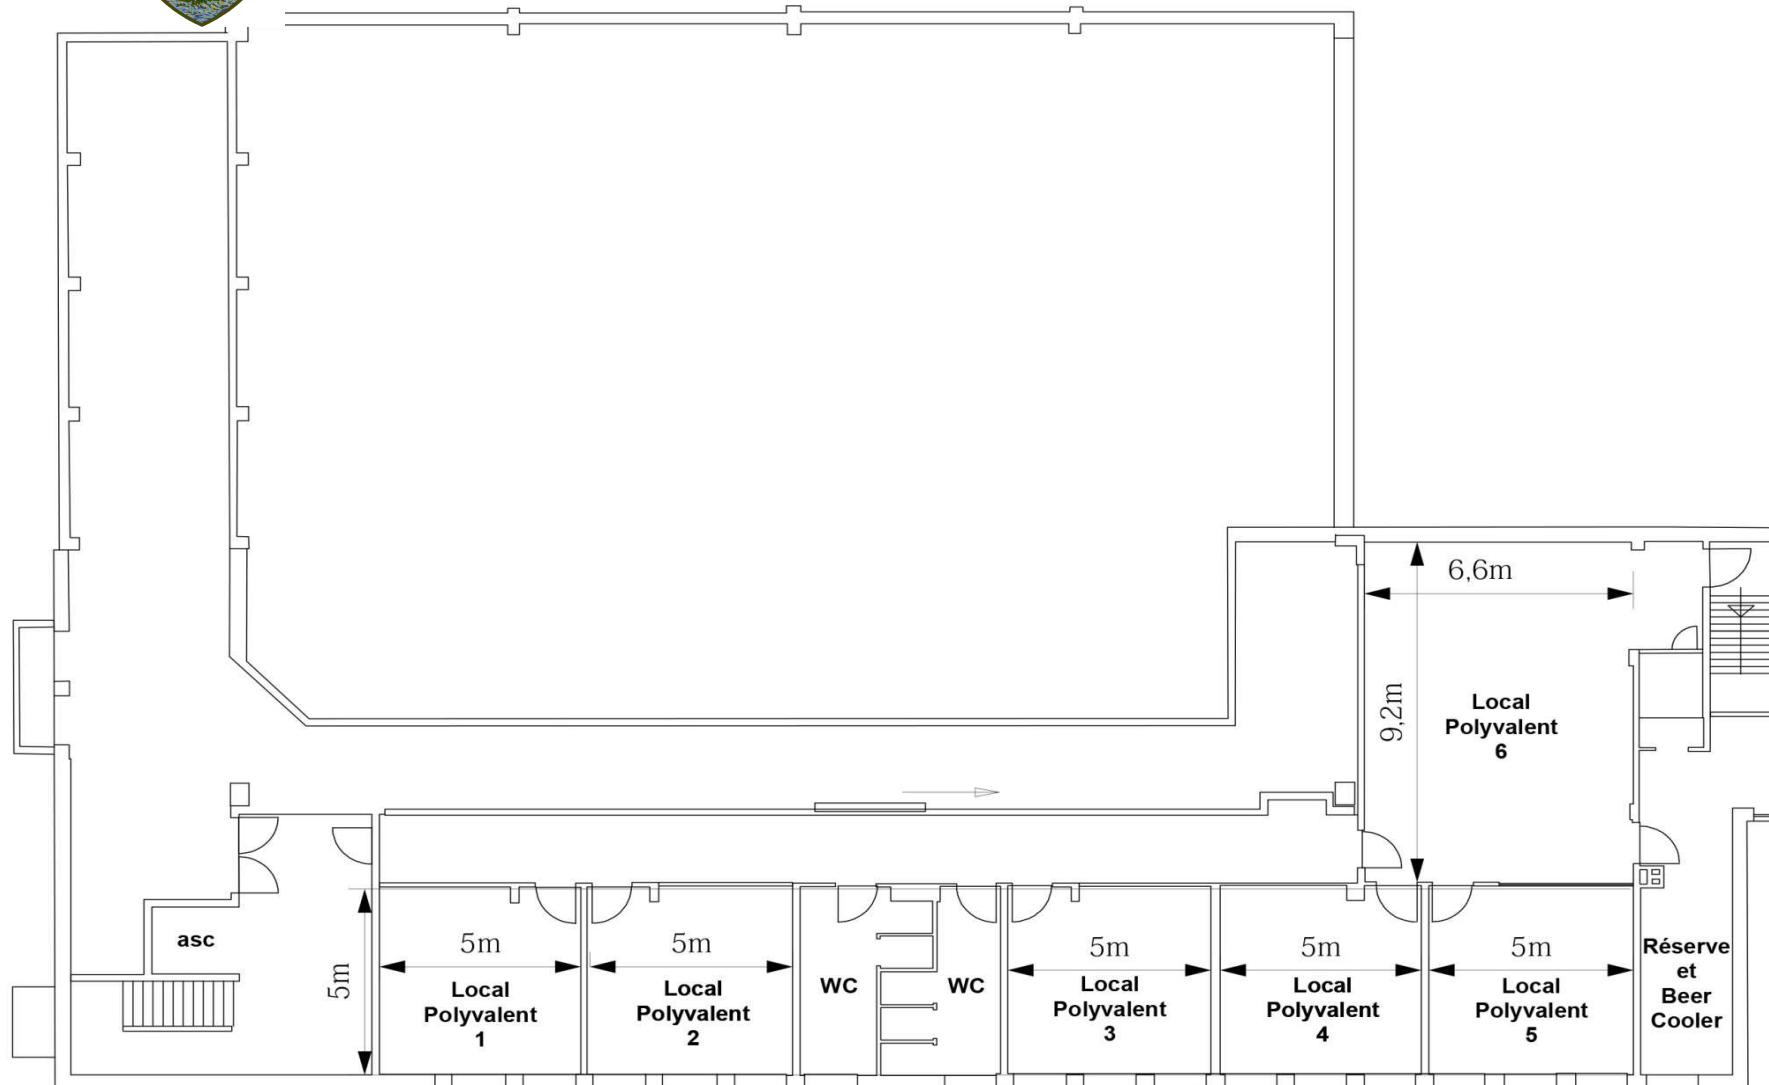 6,6m
9,2m
Local
Polyvalent
6
asc
5m
5m
Local
Polyvalent
1
5m
Local
Polyvalent
2
WC
WC
5m
Local
Polyvalent
3
5m
Local
Polyvalent
4
5m
Local
Polyvalent
5
Réserve
et
Beer
Cooler